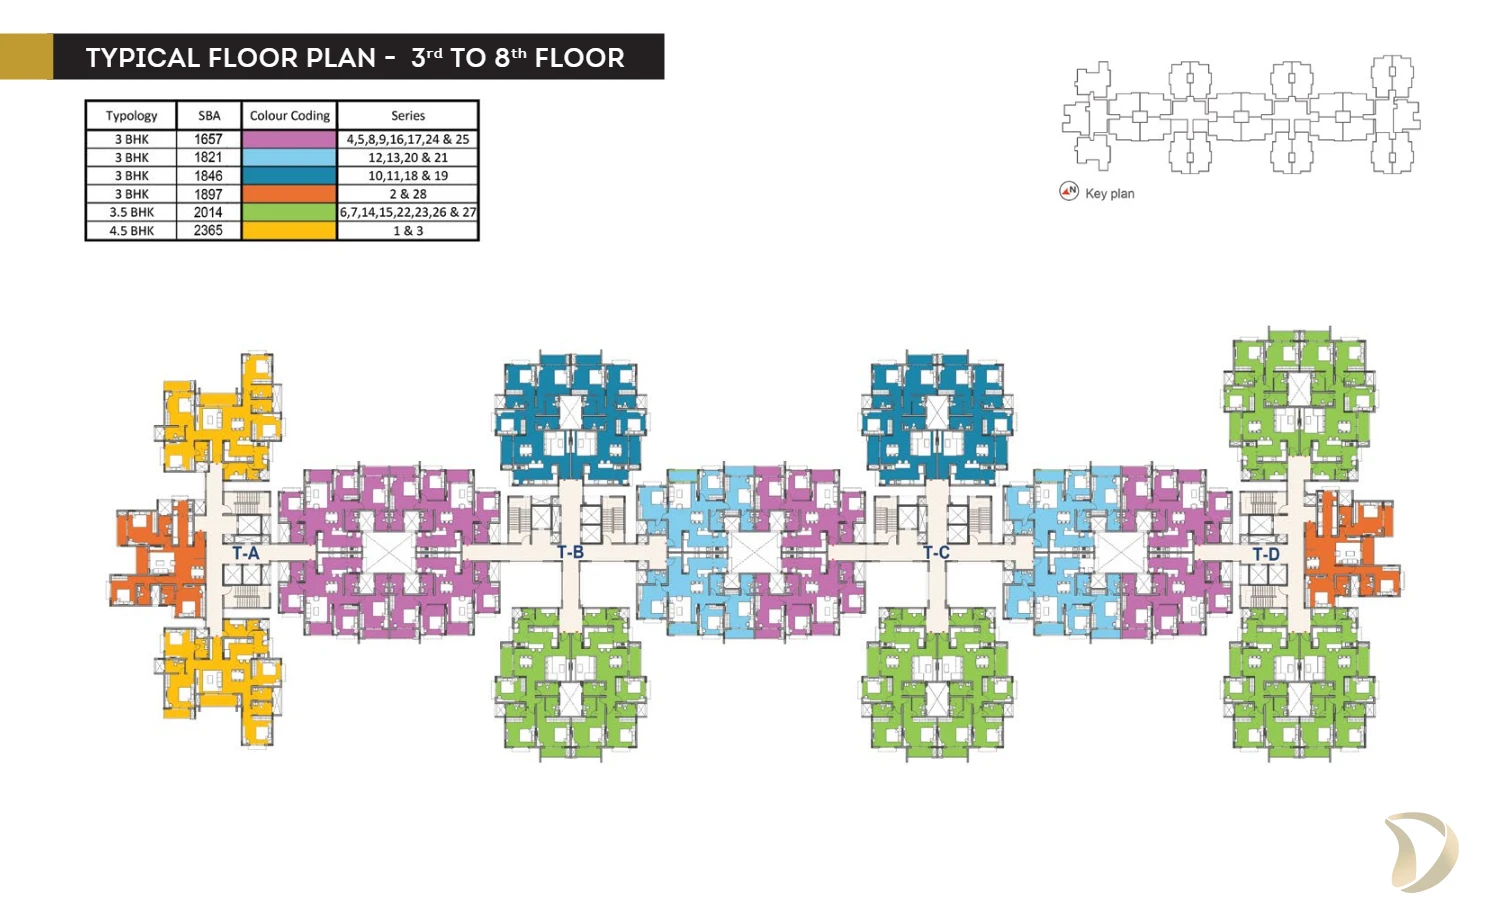 TYPICAL FLOOR PLAN - 3rd TO 8th FLOOR
Typology SBA Colour Coding Series
3 BHK 1657 4,5,8,9,16,17,24 & 25
3 BHK 1821 12,13,20 & 21
3 BHK 1846 10,11,18 & 19
3 BHK 1897 2 & 28
3.5 BHK 2014 6,7,14,15,22,23,26 & 27
4.5 BHK 2365 1 & 3
N Key plan
T-A T-B T-C T-D